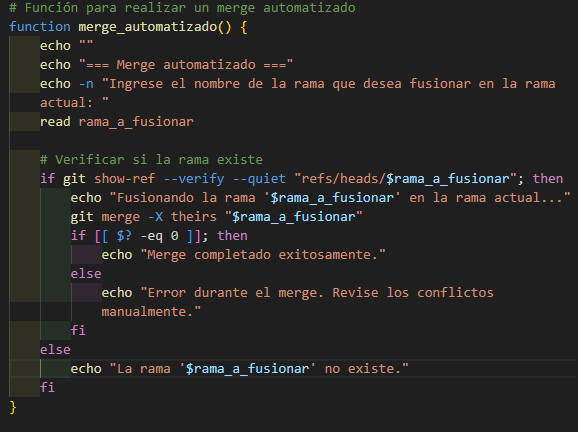 # Función para realizar un merge automatizado
function merge_automatizado() {
    echo ""
    echo "=== Merge automatizado ==="
    echo -n "Ingrese el nombre de la rama que desea fusionar en la rama
    actual: "
    read rama_a_fusionar

    # Verificar si la rama existe
    if git show-ref --verify --quiet "refs/heads/$rama_a_fusionar"; then
        echo "Fusionando la rama '$rama_a_fusionar' en la rama actual..."
        git merge -X theirs "$rama_a_fusionar"
        if [[ $? -eq 0 ]]; then
            echo "Merge completado exitosamente."
        else
            echo "Error durante el merge. Revise los conflictos
            manualmente."
        fi
    else
        echo "La rama '$rama_a_fusionar' no existe."
    fi
}